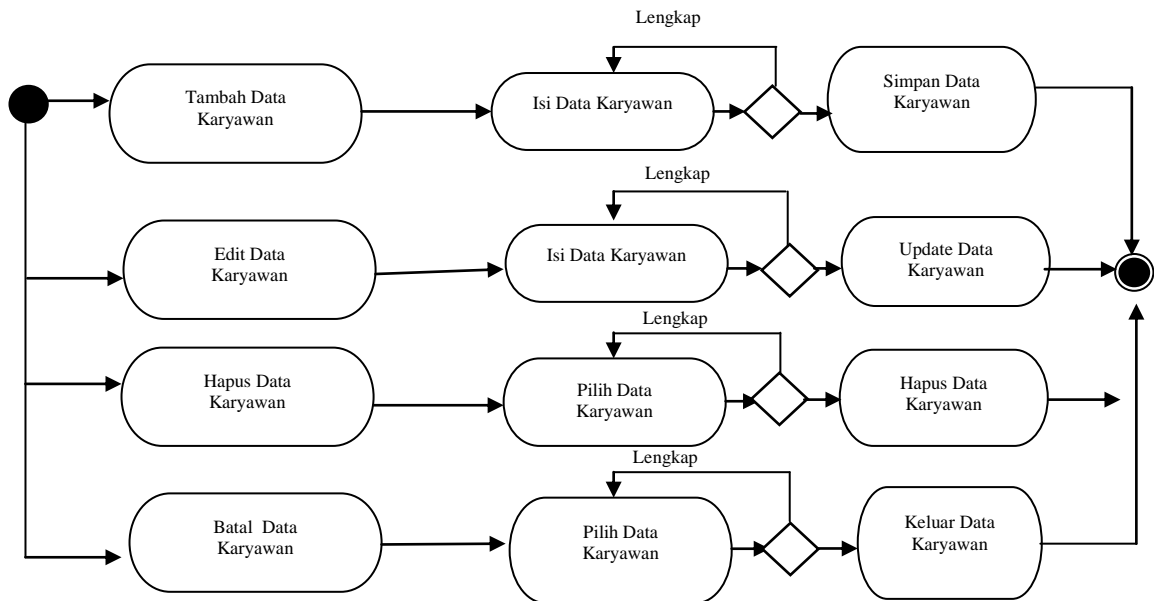 Lengkap
Tambah Data
Karyawan
Isi Data Karyawan
Simpan Data
Karyawan
Lengkap
Edit Data
Karyawan
Isi Data Karyawan
Update Data
Karyawan
Lengkap
Hapus Data
Karyawan
Pilih Data
Karyawan
Hapus Data
Karyawan
Lengkap
Batal Data
Karyawan
Pilih Data
Karyawan
Keluar Data
Karyawan